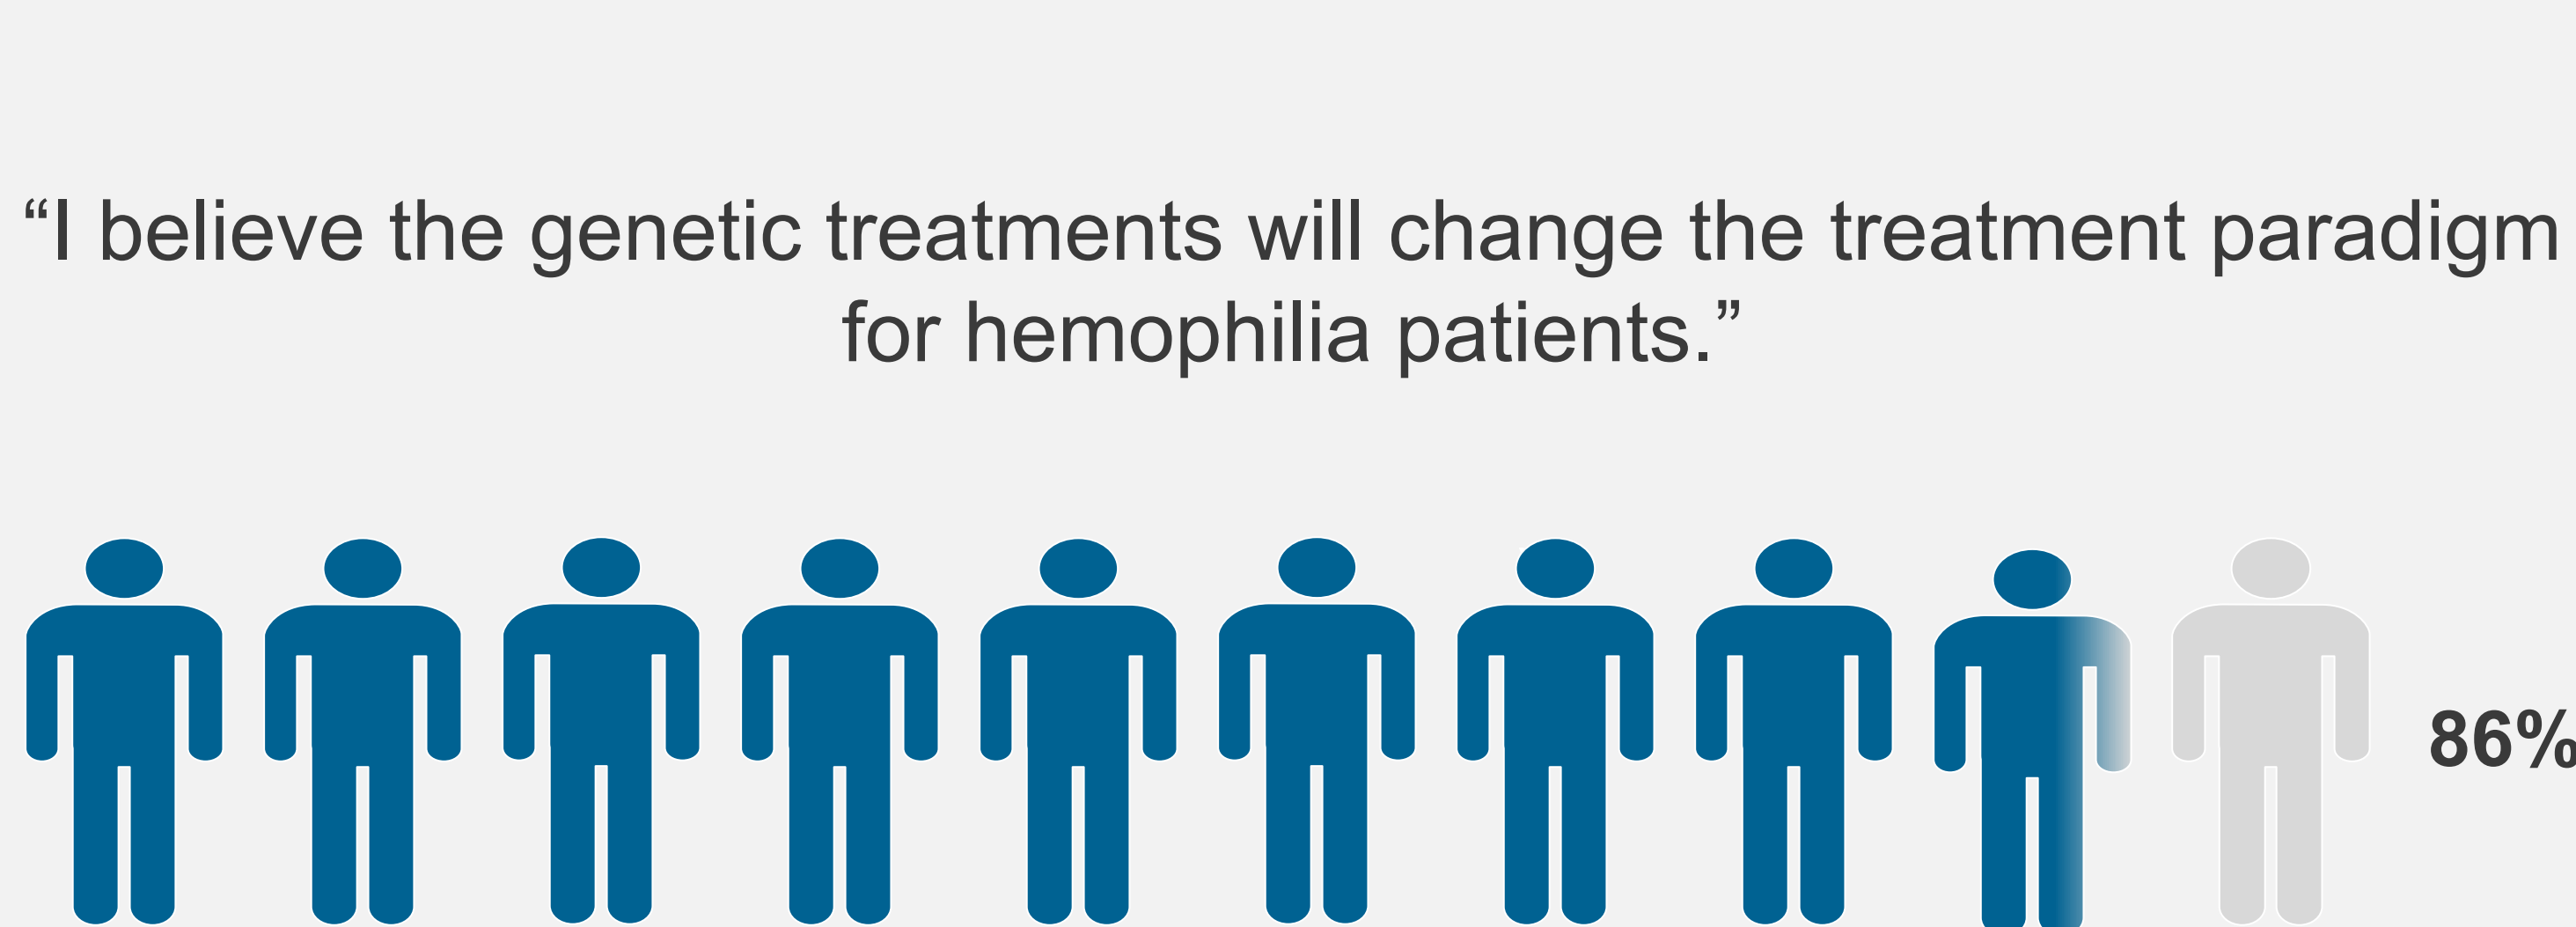 “I believe the genetic treatments will change the treatment paradigm
for hemophilia patients.”
86%